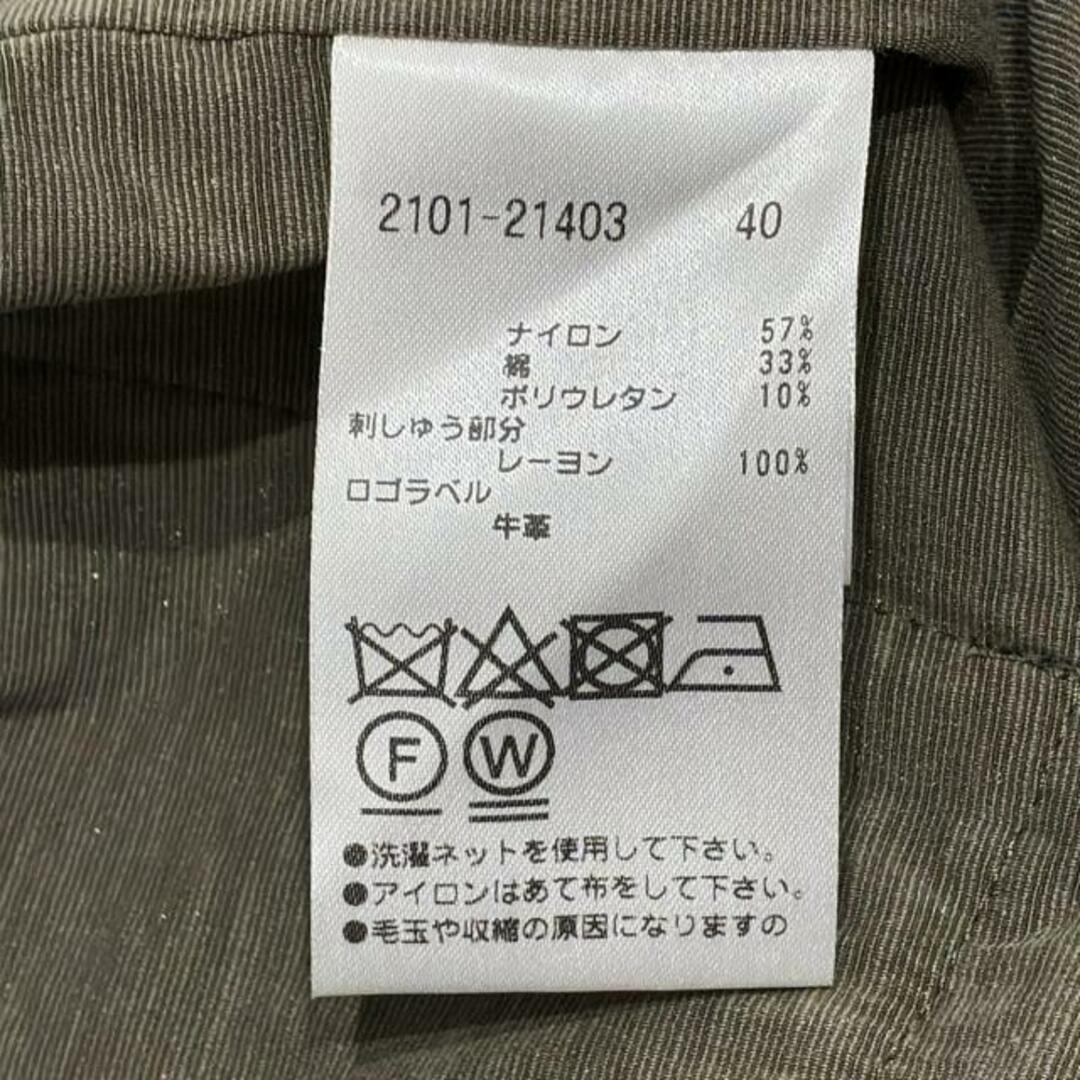 2101-21403 40
ナイロン 57%
綿 33%
ポリウレタン 10%
刺しゅう部分
レーヨン 100%
ロゴラベル
牛革
F W
●洗濯ネットを使用して下さい。
●アイロンはあて布をして下さい。
●毛玉や収縮の原因になりますの